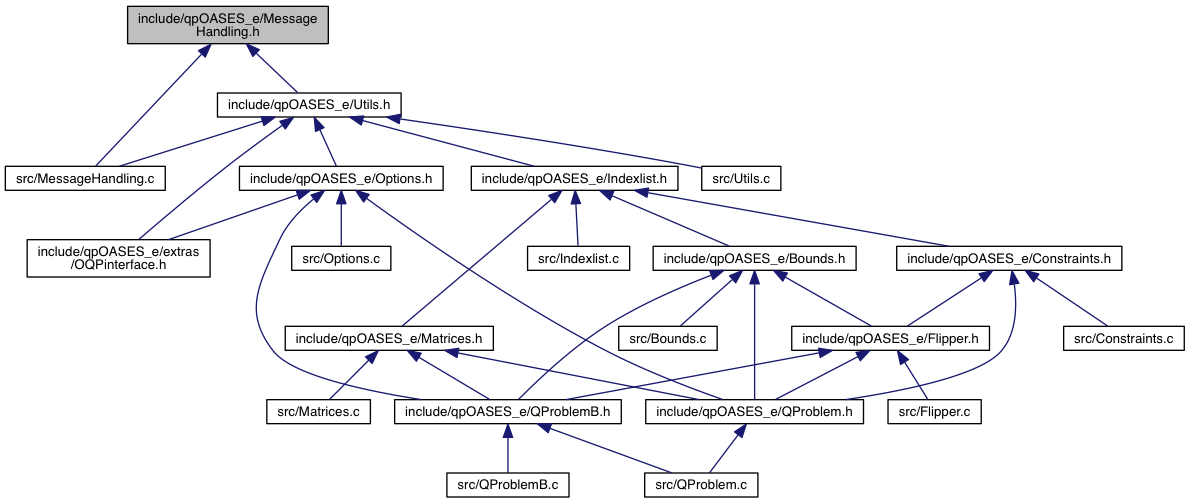 include/qpOASES_e/Message
Handling.h
include/qpOASES_e/Utils.h
src/MessageHandling.c
include/qpOASES_e/Options.h
include/qpOASES_e/Indexlist.h
src/Utils.c
include/qpOASES_e/extras
/OQPinterface.h
src/Options.c
src/Indexlist.c
include/qpOASES_e/Bounds.h
include/qpOASES_e/Constraints.h
include/qpOASES_e/Matrices.h
src/Bounds.c
include/qpOASES_e/Flipper.h
src/Constraints.c
src/Matrices.c
include/qpOASES_e/QProblemB.h
include/qpOASES_e/QProblem.h
src/Flipper.c
src/QProblemB.c
src/QProblem.c